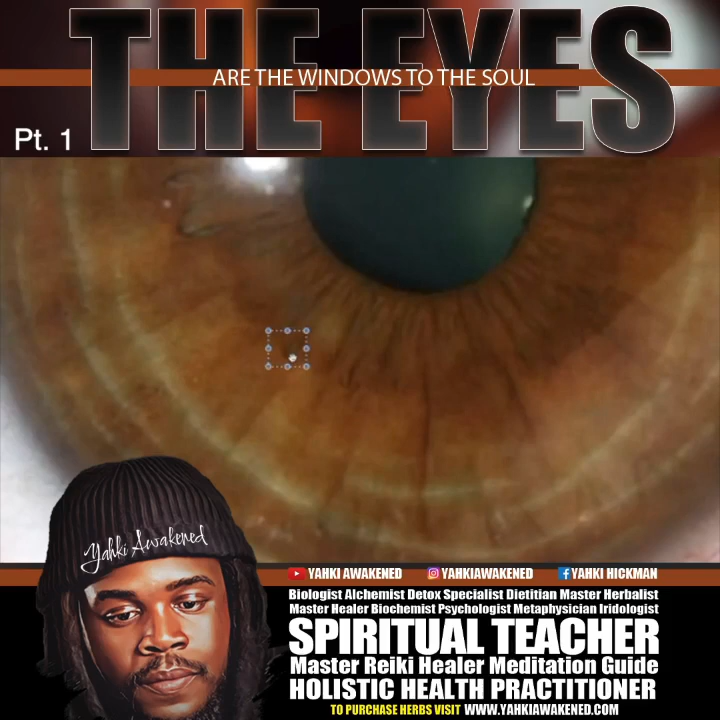 THE EYES
ARE THE WINDOWS TO THE SOUL
Pt. 1
Yahki Awakened
YAHKI AWAKENED YAHKIAWAKENED YAHKI HICKMAN
Biologist Alchemist Detox Specialist Dietitian Master Herbalist
Master Healer Biochemist Psychologist Metaphysician Iridologist
SPIRITUAL TEACHER
Master Reiki Healer Meditation Guide
HOLISTIC HEALTH PRACTITIONER
TO PURCHASE HERBS VISIT WWW.YAHKIAWAKENED.COM